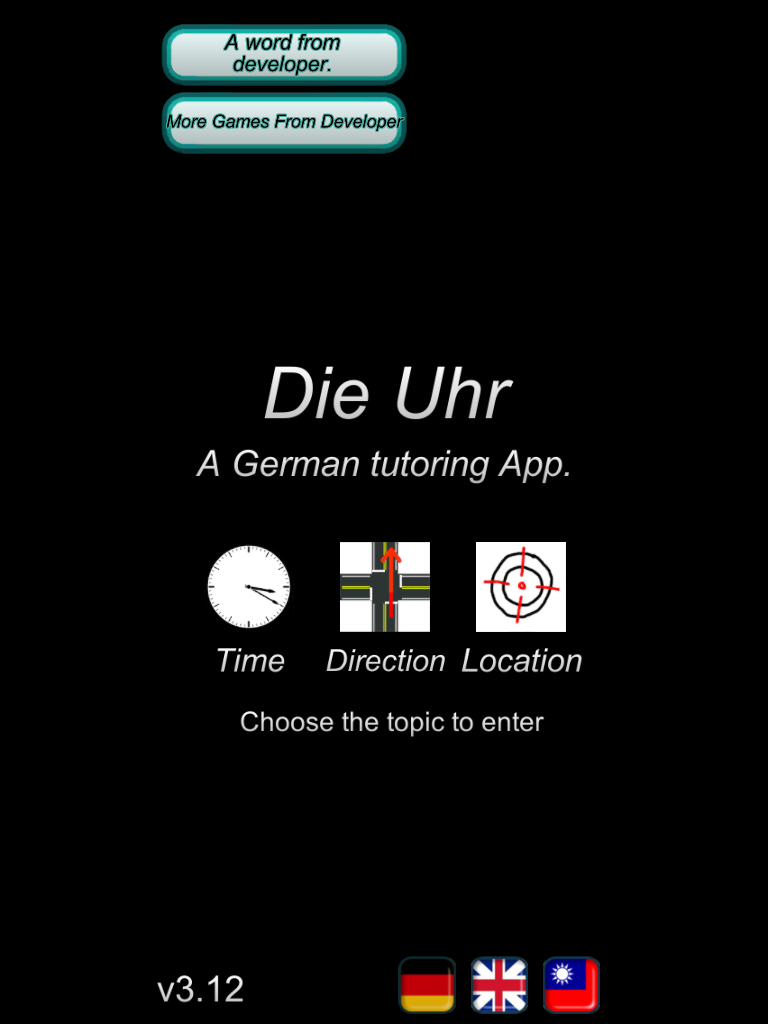 A word from
developer.
More Games From Developer
Die Uhr
A German tutoring App.
Time Direction Location
Choose the topic to enter
v3.12